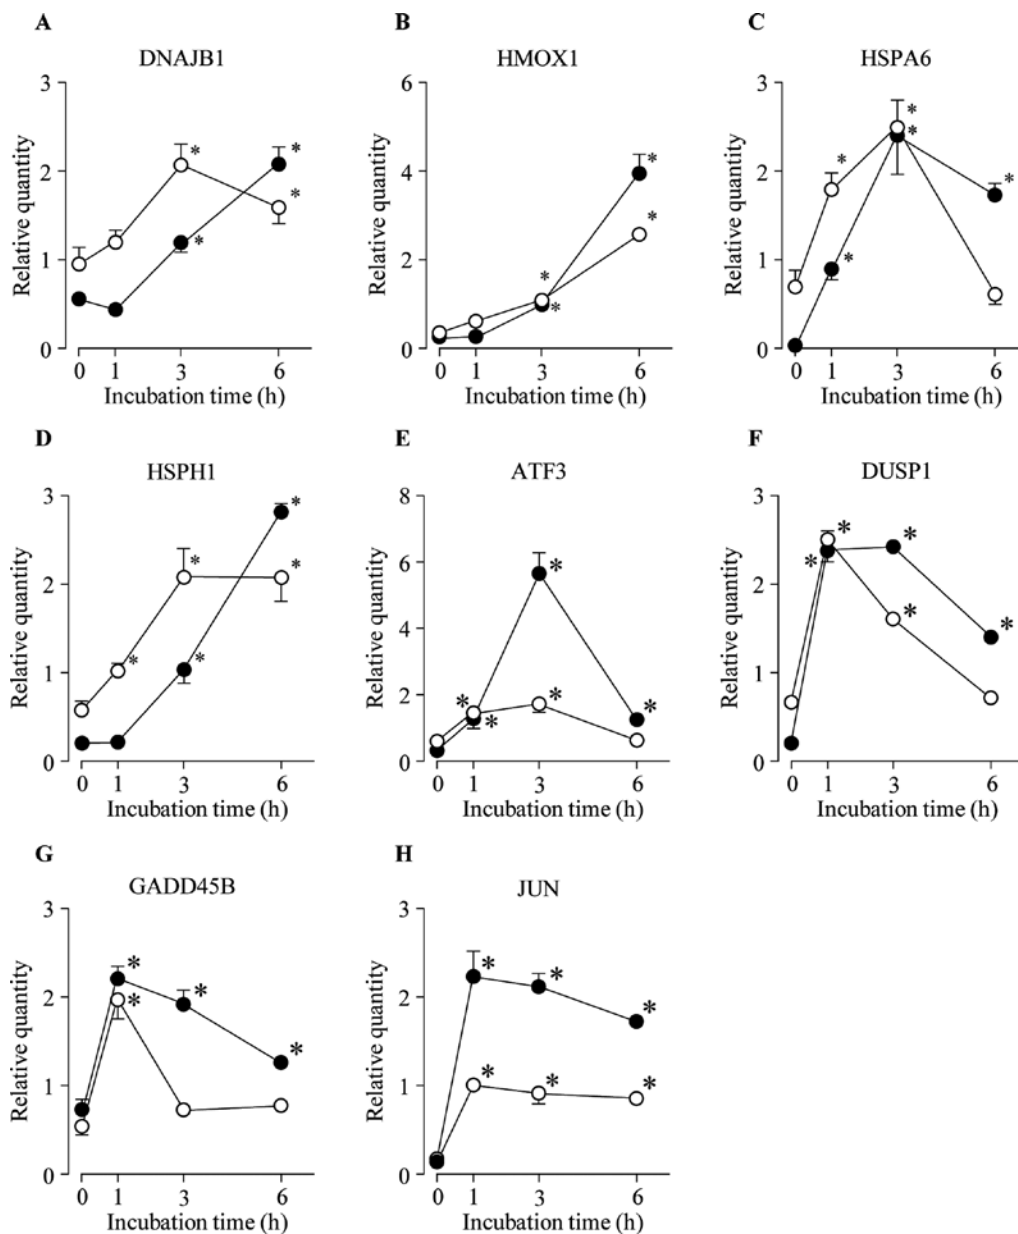 A
DNAJB1
Relative quantity
3
2
1
0
0 1 3 6
Incubation time (h)
B
HMOX1
Relative quantity
6
4
2
0
0 1 3 6
Incubation time (h)
C
HSPA6
Relative quantity
3
2
1
0
0 1 3 6
Incubation time (h)
D
HSPH1
Relative quantity
3
2
1
0
0 1 3 6
Incubation time (h)
E
ATF3
Relative quantity
8
6
4
2
0
0 1 3 6
Incubation time (h)
F
DUSP1
Relative quantity
3
2
1
0
0 1 3 6
Incubation time (h)
G
GADD45B
Relative quantity
3
2
1
0
0 1 3 6
Incubation time (h)
H
JUN
Relative quantity
3
2
1
0
0 1 3 6
Incubation time (h)